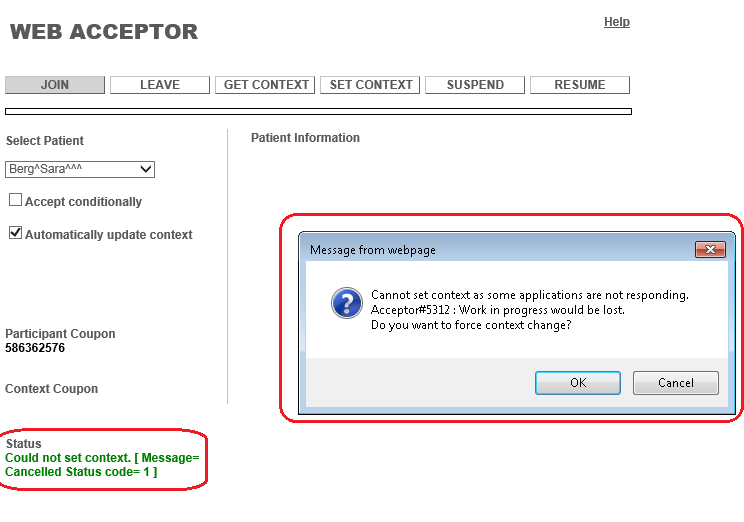 WEB ACCEPTOR
Help
JOIN
LEAVE
GET CONTEXT
SET CONTEXT
SUSPEND
RESUME
Select Patient
Berg^Sara^^^
Accept conditionally
Automatically update context
Participant Coupon
586362576
Context Coupon
Status
Could not set context. [ Message=
Cancelled Status code= 1 ]
Patient Information
Message from webpage
Cannot set context as some applications are not responding.
Acceptor#5312 : Work in progress would be lost.
Do you want to force context change?
OK
Cancel